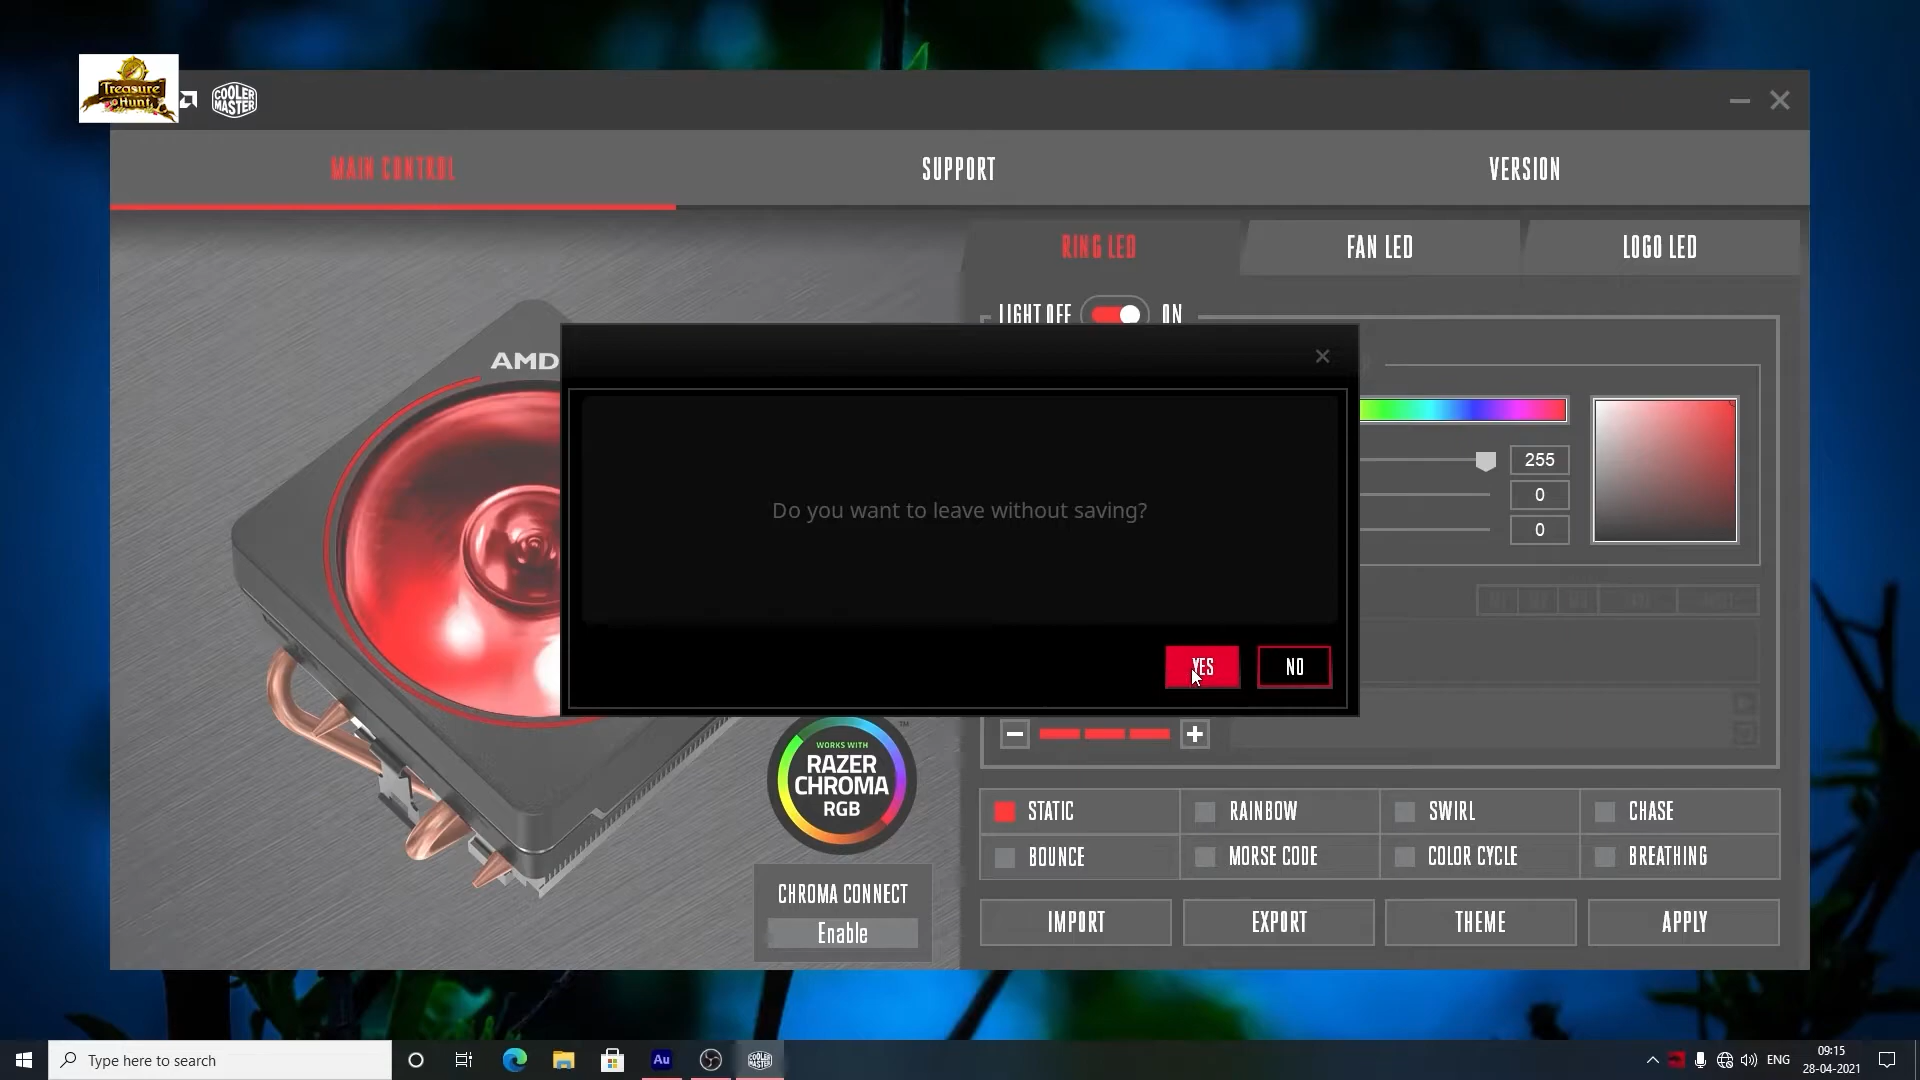 Treasure
Hunt
COOLER
MASTER
MAIN CONTROL
SUPPORT
VERSION
RING LED
FAN LED
LOGO LED
LIGHT OFF
ON
AMD
255
0
0
Do you want to leave without saving?
YES
NO
WORKS WITH
RAZER
CHROMA
RGB
TM
STATIC
RAINBOW
SWIRL
CHASE
BOUNCE
MORSE CODE
COLOR CYCLE
BREATHING
CHROMA CONNECT
Enable
IMPORT
EXPORT
THEME
APPLY
Type here to search
Au
COOLER
MASTER
ENG
09:15
28-04-2021